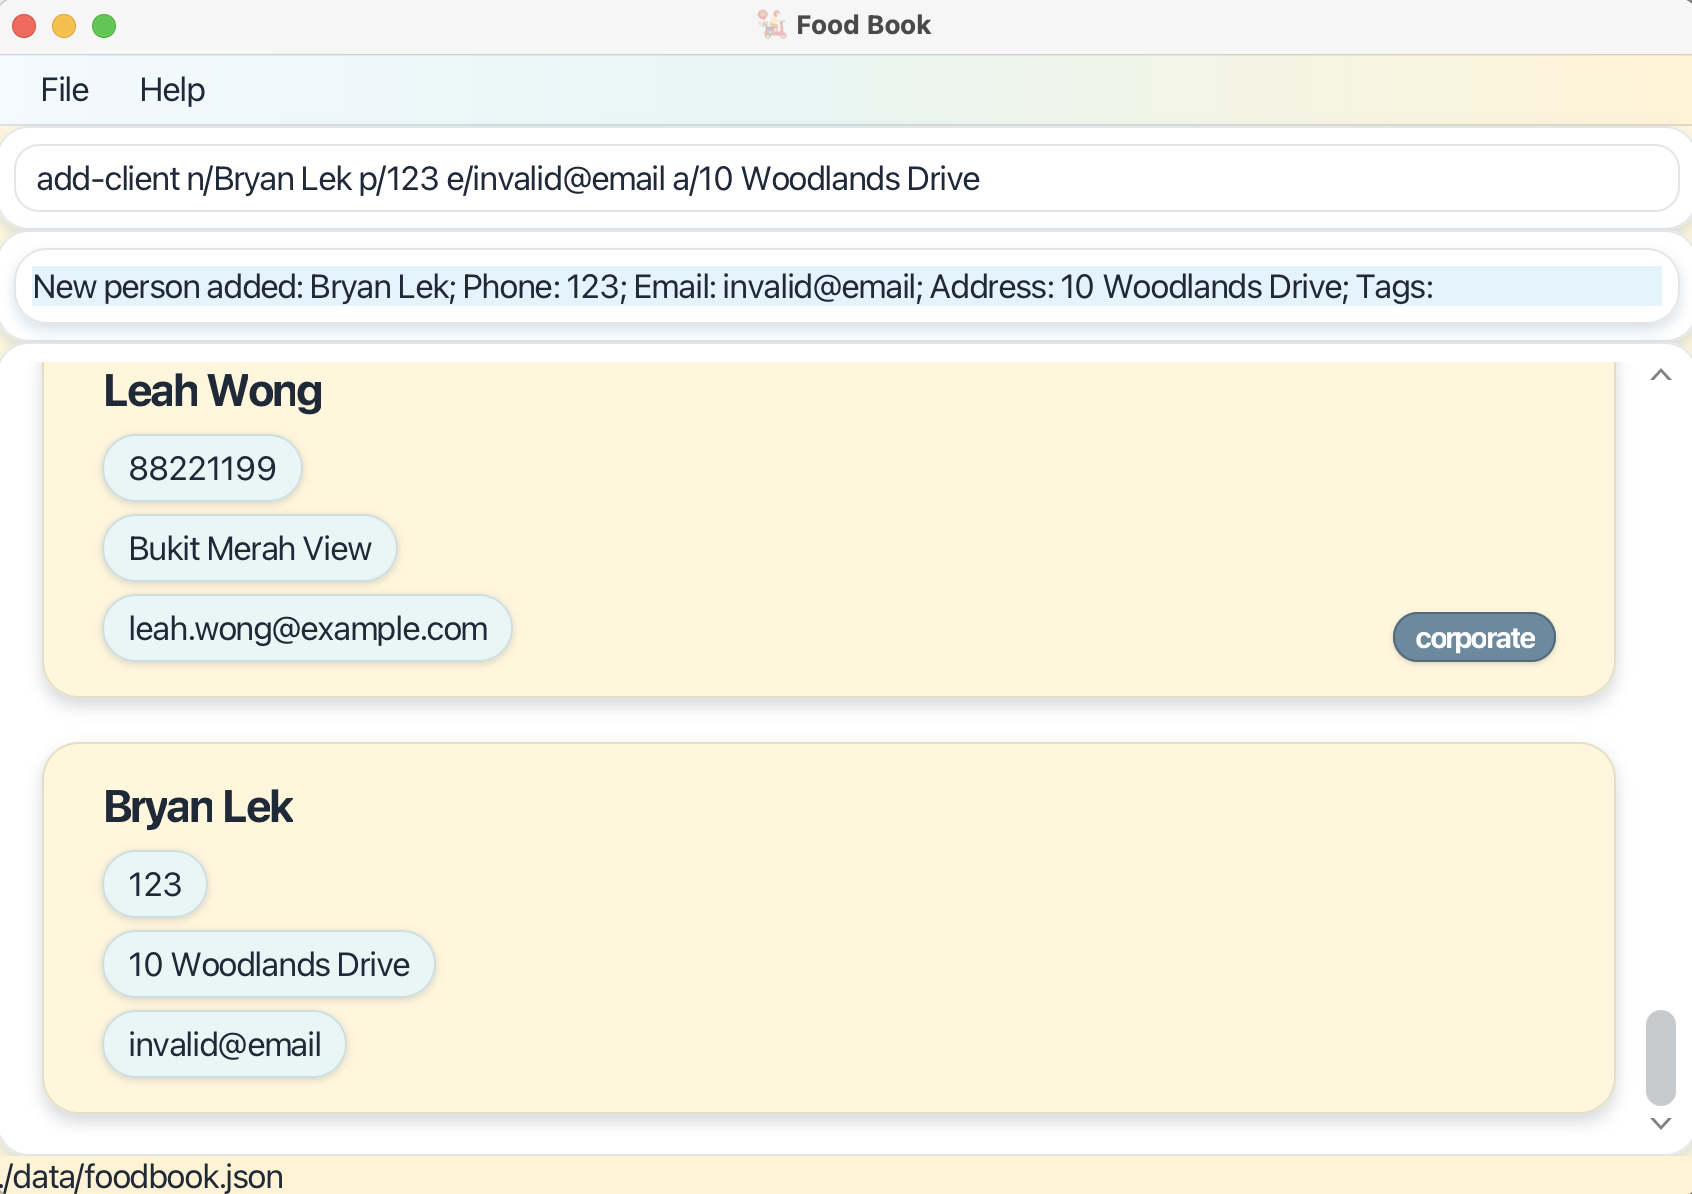 Food Book
File Help
add-client n/Bryan Lek p/123 e/invalid@email a/10 Woodlands Drive
New person added: Bryan Lek; Phone: 123; Email: invalid@email; Address: 10 Woodlands Drive; Tags:
Leah Wong
88221199
Bukit Merah View
leah.wong@example.com
corporate
Bryan Lek
123
10 Woodlands Drive
invalid@email
./data/foodbook.json